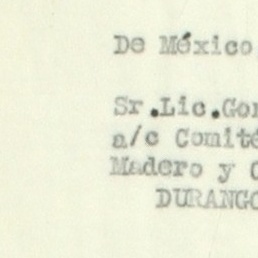 De México
Sr.Lic.Gon
a/c Comité
Madero y
DURANGO